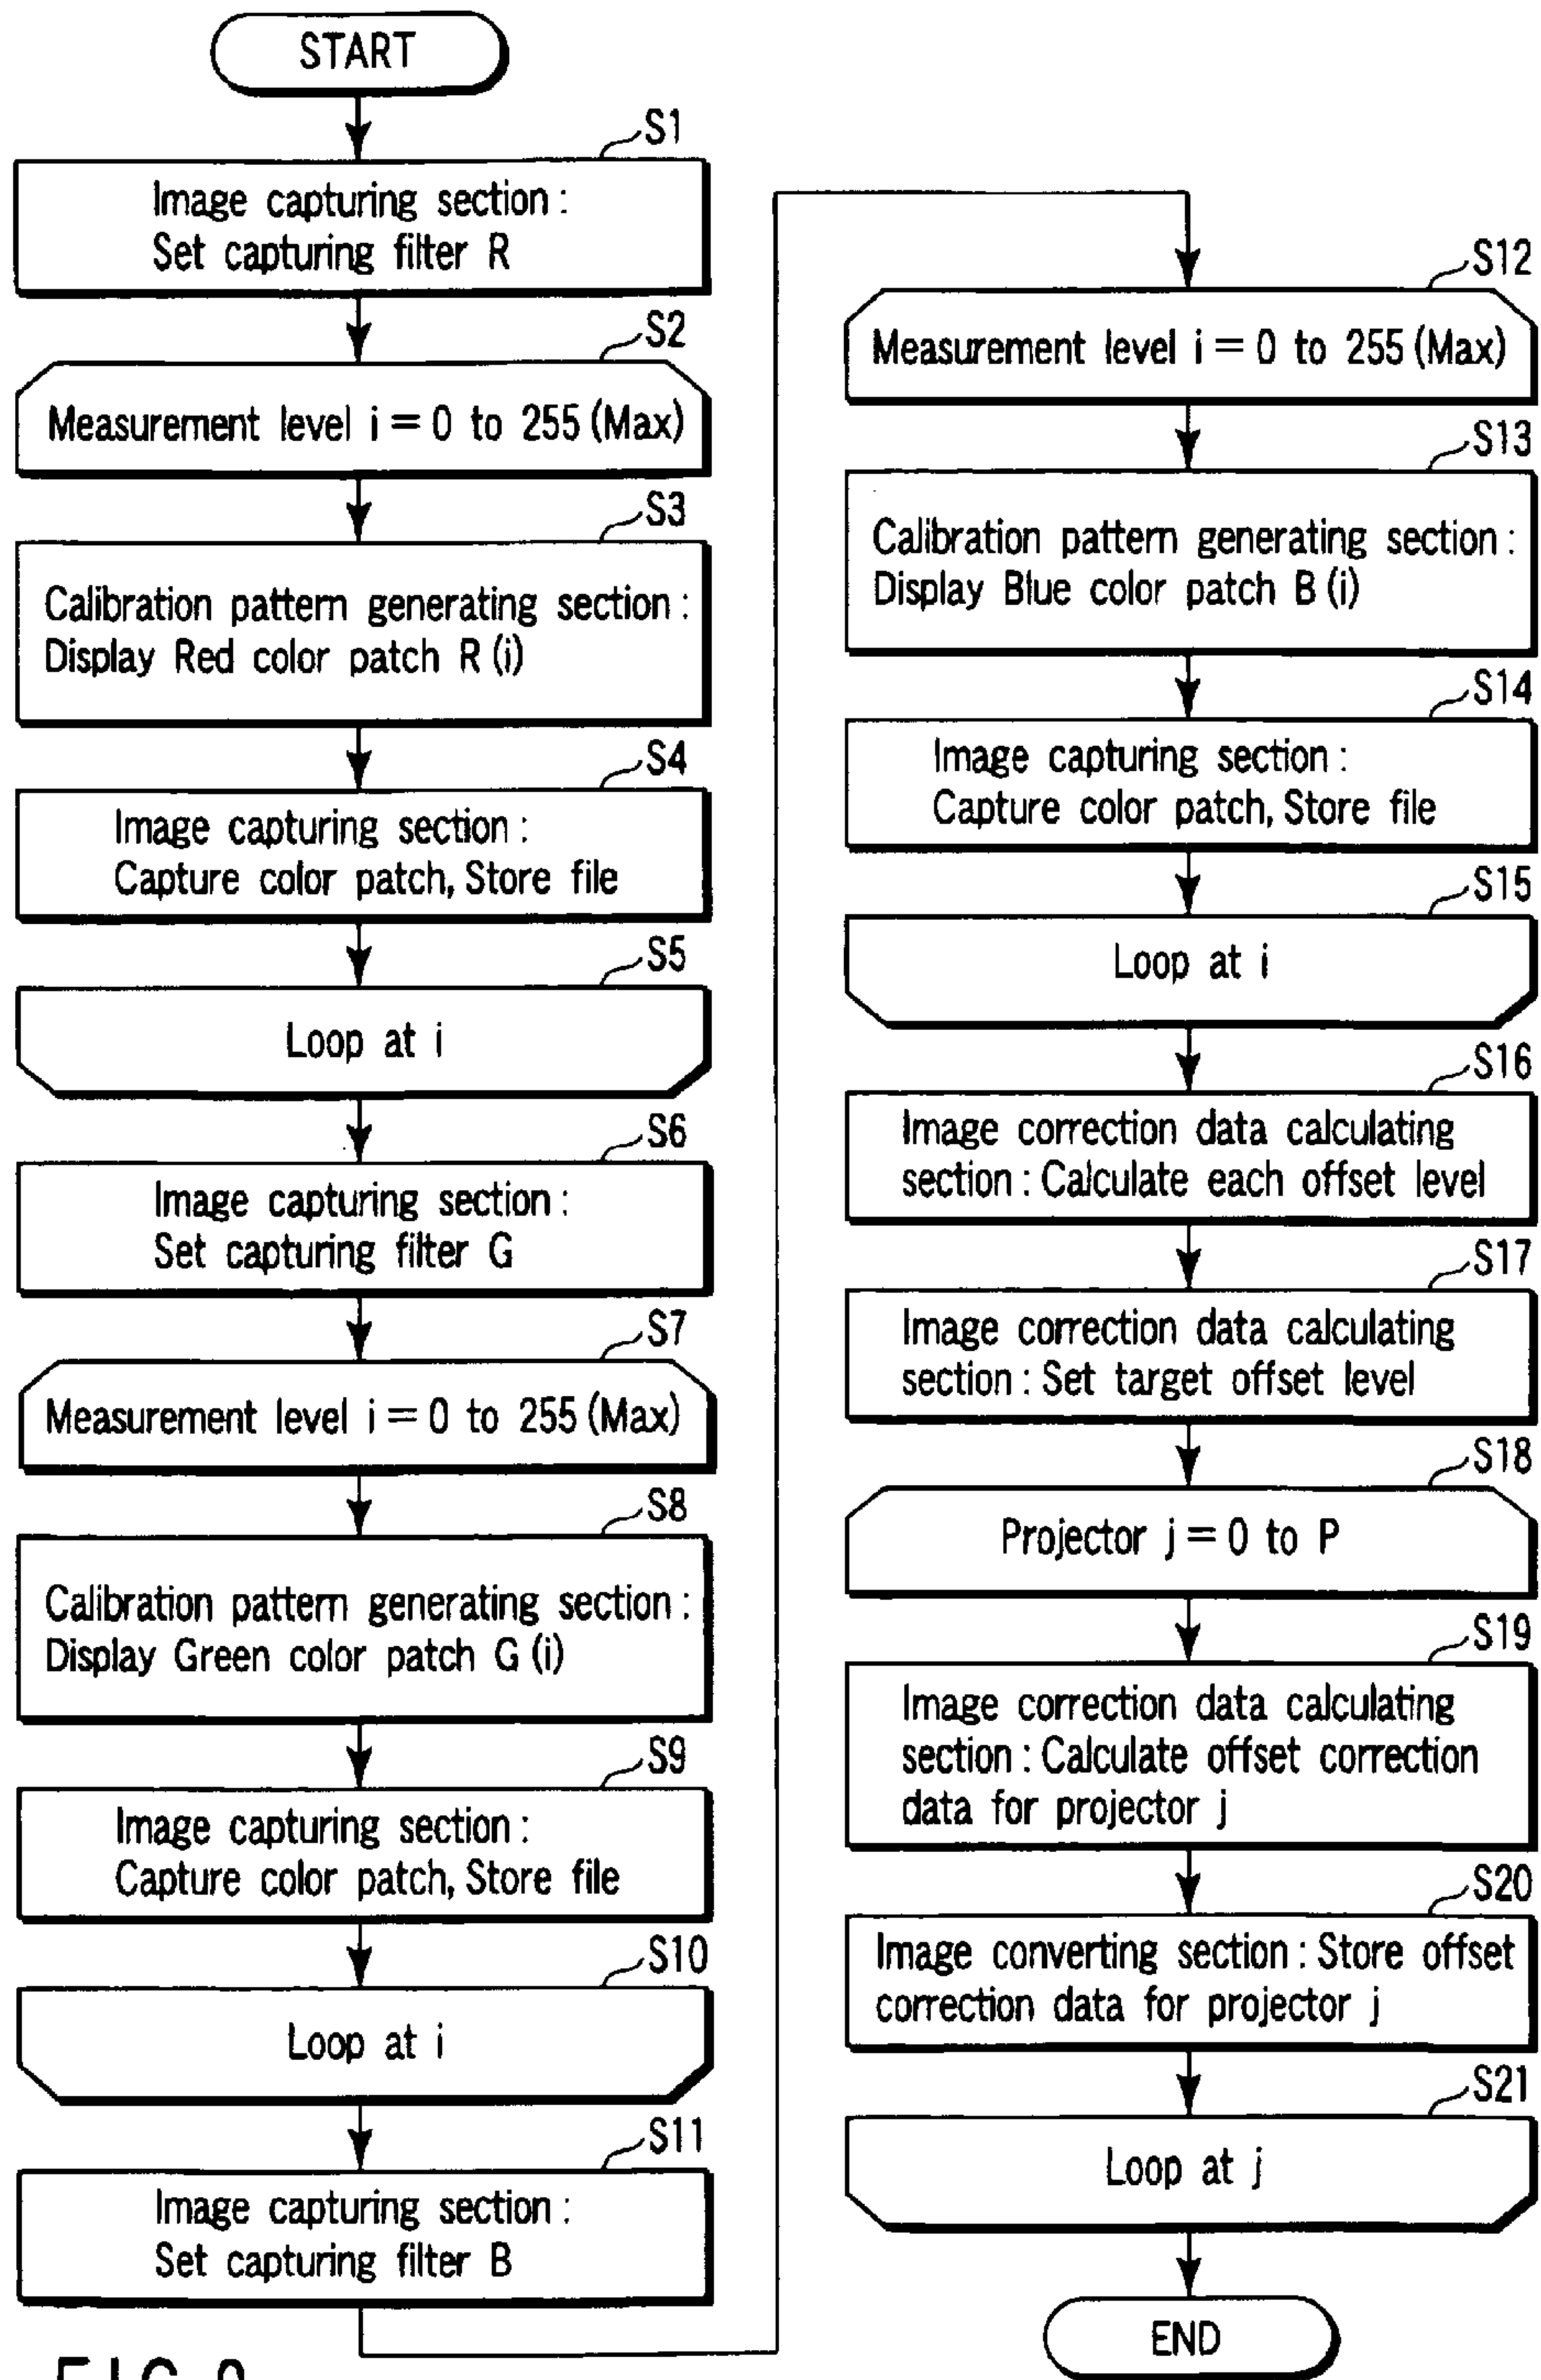 START
S1
Image capturing section :
Set capturing filter R
S2
Measurement level i = 0 to 255 (Max)
S3
Calibration pattern generating section :
Display Red color patch R (i)
S4
Image capturing section :
Capture color patch, Store file
S5
Loop at i
S6
Image capturing section :
Set capturing filter G
S7
Measurement level i = 0 to 255 (Max)
S8
Calibration pattern generating section :
Display Green color patch G (i)
S9
Image capturing section :
Capture color patch, Store file
S10
Loop at i
S11
Image capturing section :
Set capturing filter B
S12
Measurement level i = 0 to 255 (Max)
S13
Calibration pattern generating section :
Display Blue color patch B (i)
S14
Image capturing section :
Capture color patch, Store file
S15
Loop at i
S16
Image correction data calculating
section : Calculate each offset level
S17
Image correction data calculating
section : Set target offset level
S18
Projector j = 0 to P
S19
Image correction data calculating
section : Calculate offset correction
data for projector j
S20
Image converting section : Store offset
correction data for projector j
S21
Loop at j
END
FIG.